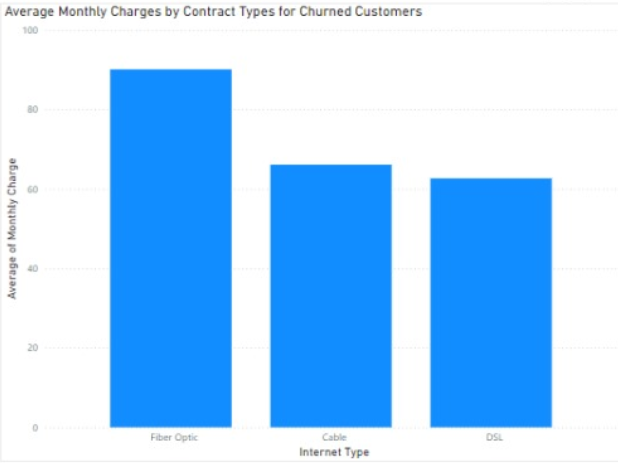 Average Monthly Charges by Contract Types for Churned Customers
100
80
60
40
20
0
Average of Monthly Charge
Fiber Optic
Cable
DSL
Internet Type